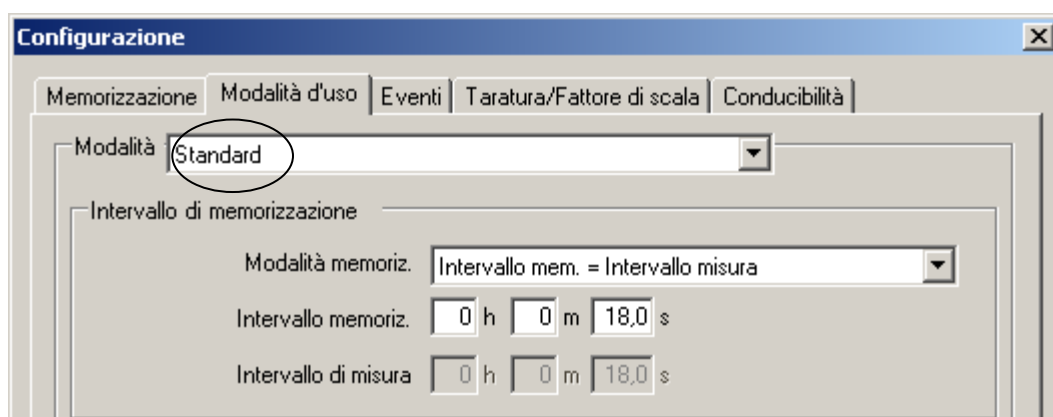 Configurazione
Memorizzazione Modalità d'uso Eventi Taratura/Fattore di scala Conducibilità
Modalità Standard
Intervallo di memorizzazione
Modalità memoriz. Intervallo mem. = Intervallo misura
Intervallo memoriz. 0 h 0 m 18,0 s
Intervallo di misura 0 h 0 m 18,0 s